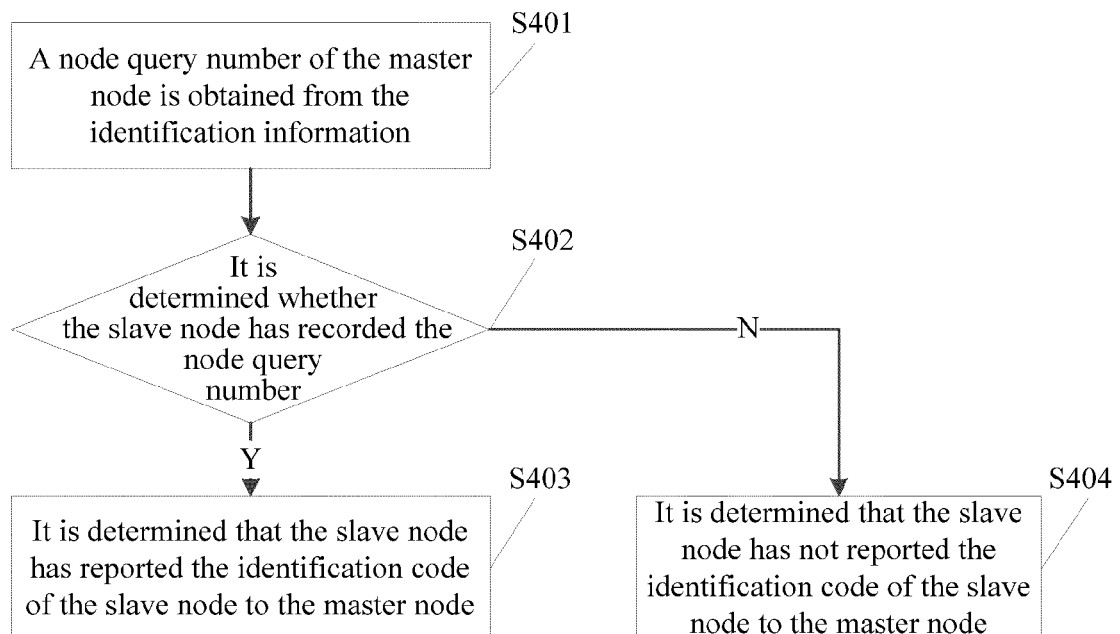 S401
A node query number of the master
node is obtained from the
identification information
S402
It is
determined whether
the slave node has recorded the
node query
number
N
Y
S403
It is determined that the slave node
has reported the identification code
of the slave node to the master node
S404
It is determined that the slave
node has not reported the
identification code of the slave
node to the master node